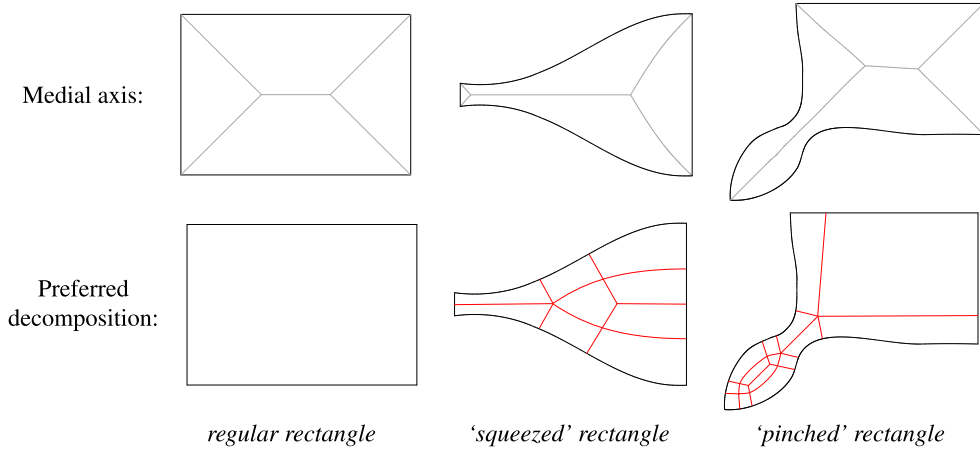 Medial axis:
Preferred
decomposition:
regular rectangle
‘squeezed’ rectangle
‘pinched’ rectangle